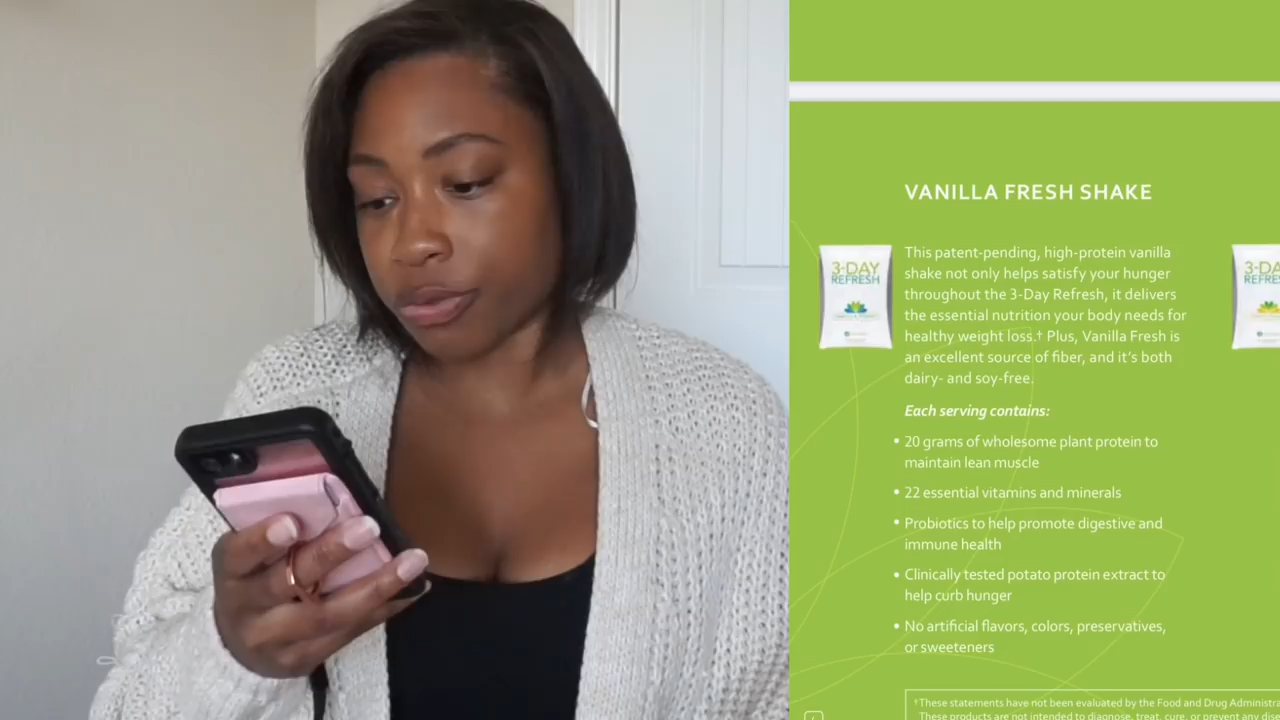 VANILLA FRESH SHAKE
3-DAY
REFRESH
This patent-pending, high-protein vanilla
shake not only helps satisfy your hunger
throughout the 3-Day Refresh, it delivers
the essential nutrition your body needs for
healthy weight loss.† Plus, Vanilla Fresh is
an excellent source of fiber, and it's both
dairy- and soy-free.
Each serving contains:
• 20 grams of wholesome plant protein to
maintain lean muscle
• 22 essential vitamins and minerals
• Probiotics to help promote digestive and
immune health
• Clinically tested potato protein extract to
help curb hunger
• No artificial flavors, colors, preservatives,
or sweeteners
†These statements have not been evaluated by the Food and Drug Administra
These products are not intended to diagnose, treat, cure, or prevent any dise
3-DA
REFRES